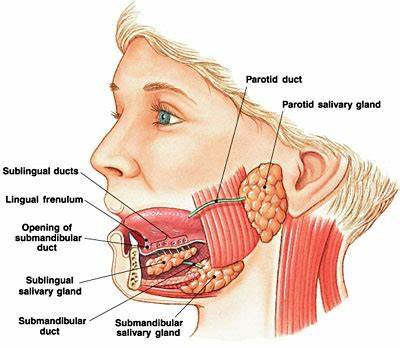 Parotid duct
Parotid salivary gland
Sublingual ducts
Lingual frenulum
Opening of
submandibular
duct
Sublingual
salivary gland
Submandibular
duct
Submandibular
salivary gland